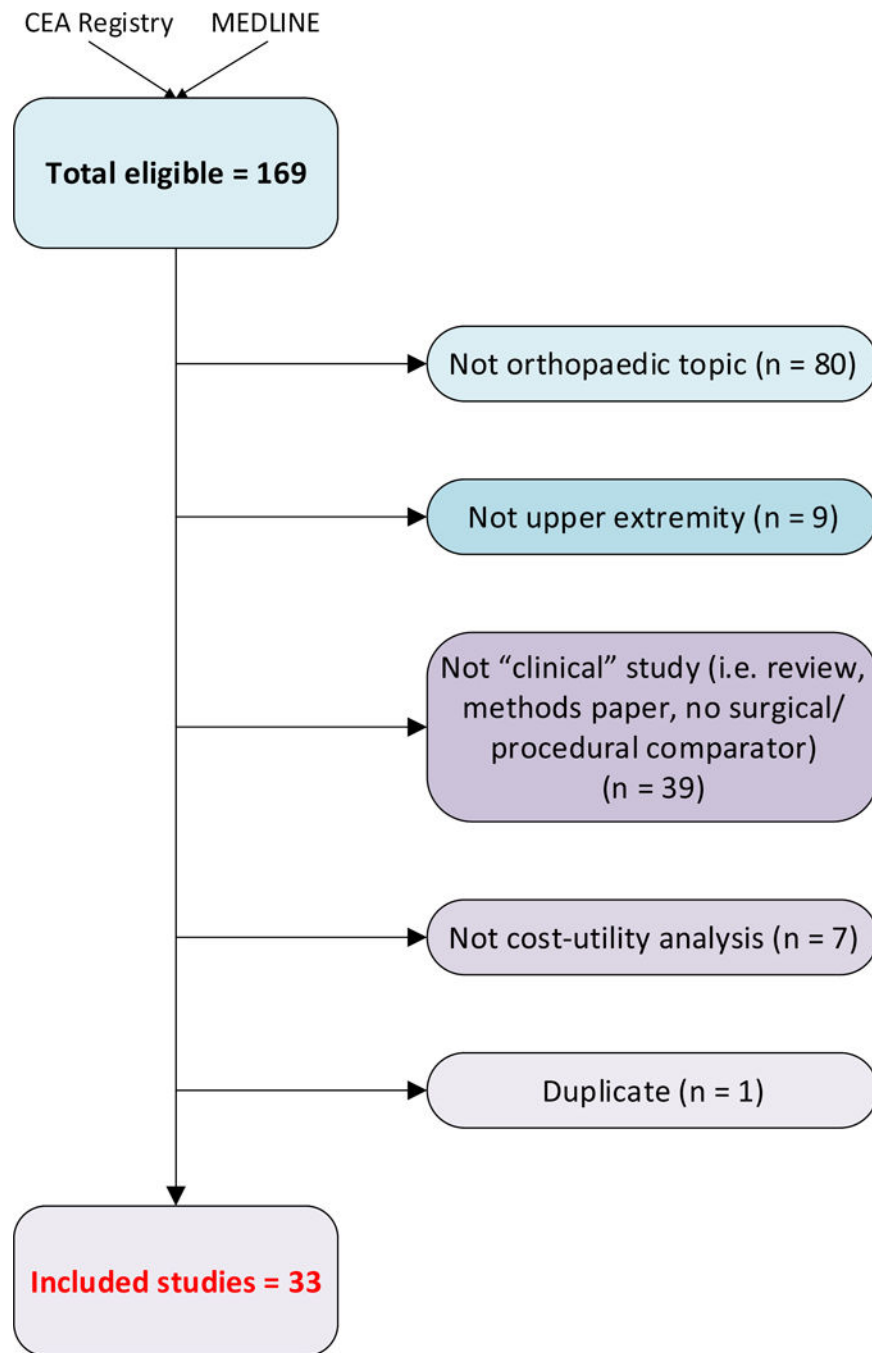 CEA Registry MEDLINE
Total eligible = 169
Not orthopaedic topic (n = 80)
Not upper extremity (n = 9)
Not “clinical” study (i.e. review,
methods paper, no surgical/
procedural comparator)
(n = 39)
Not cost-utility analysis (n = 7)
Duplicate (n = 1)
Included studies = 33